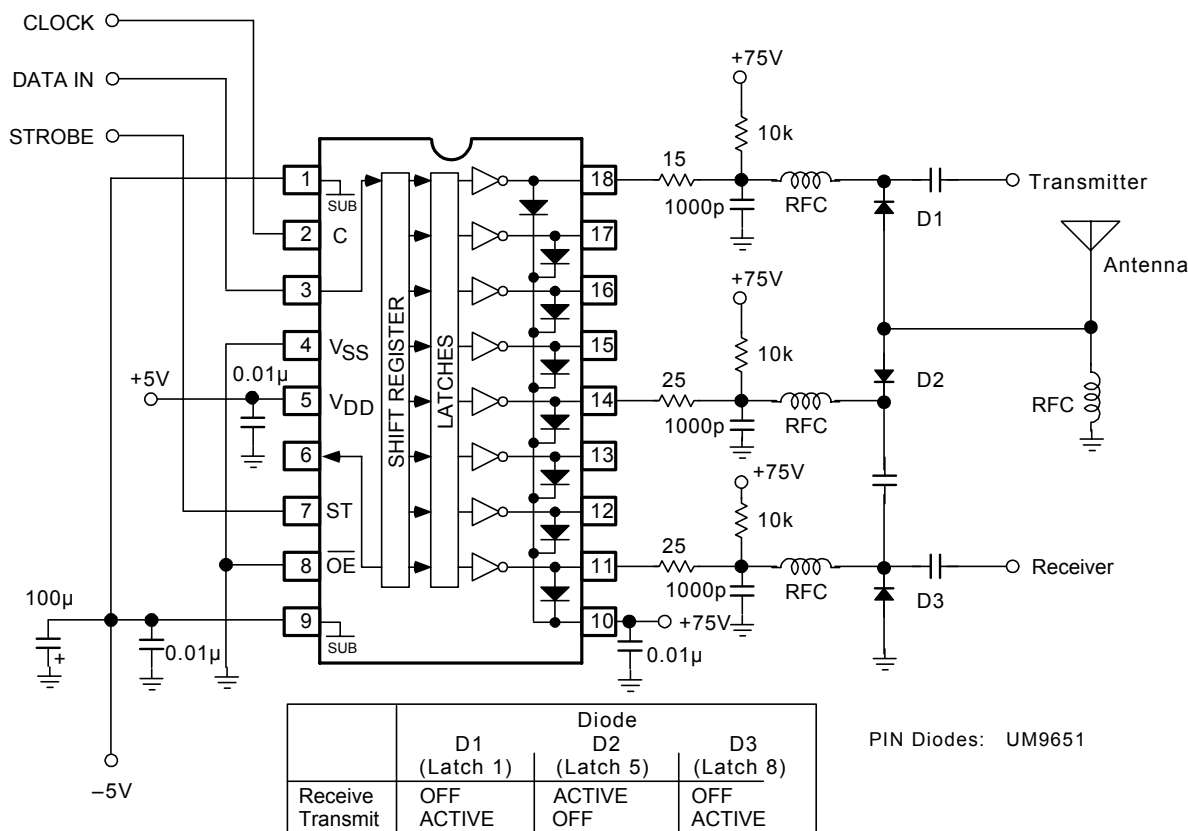 CLOCK
DATA IN
STROBE
1
SUB
2
C
3
4
VSS
+5V
0.01µ
5
VDD
6
7
ST
8
OE
100µ
+
0.01µ
9
SUB
–5V
SHIFT REGISTER
LATCHES
18
17
16
15
14
13
12
11
10
+75V
0.01µ
+75V
10k
15
1000p
RFC
D1
Transmitter
Antenna
+75V
10k
25
1000p
RFC
D2
RFC
+75V
10k
25
1000p
RFC
D3
Receiver
Diode
D1 D2 D3
(Latch 1) (Latch 5) (Latch 8)
Receive OFF ACTIVE OFF
Transmit ACTIVE OFF ACTIVE
PIN Diodes: UM9651